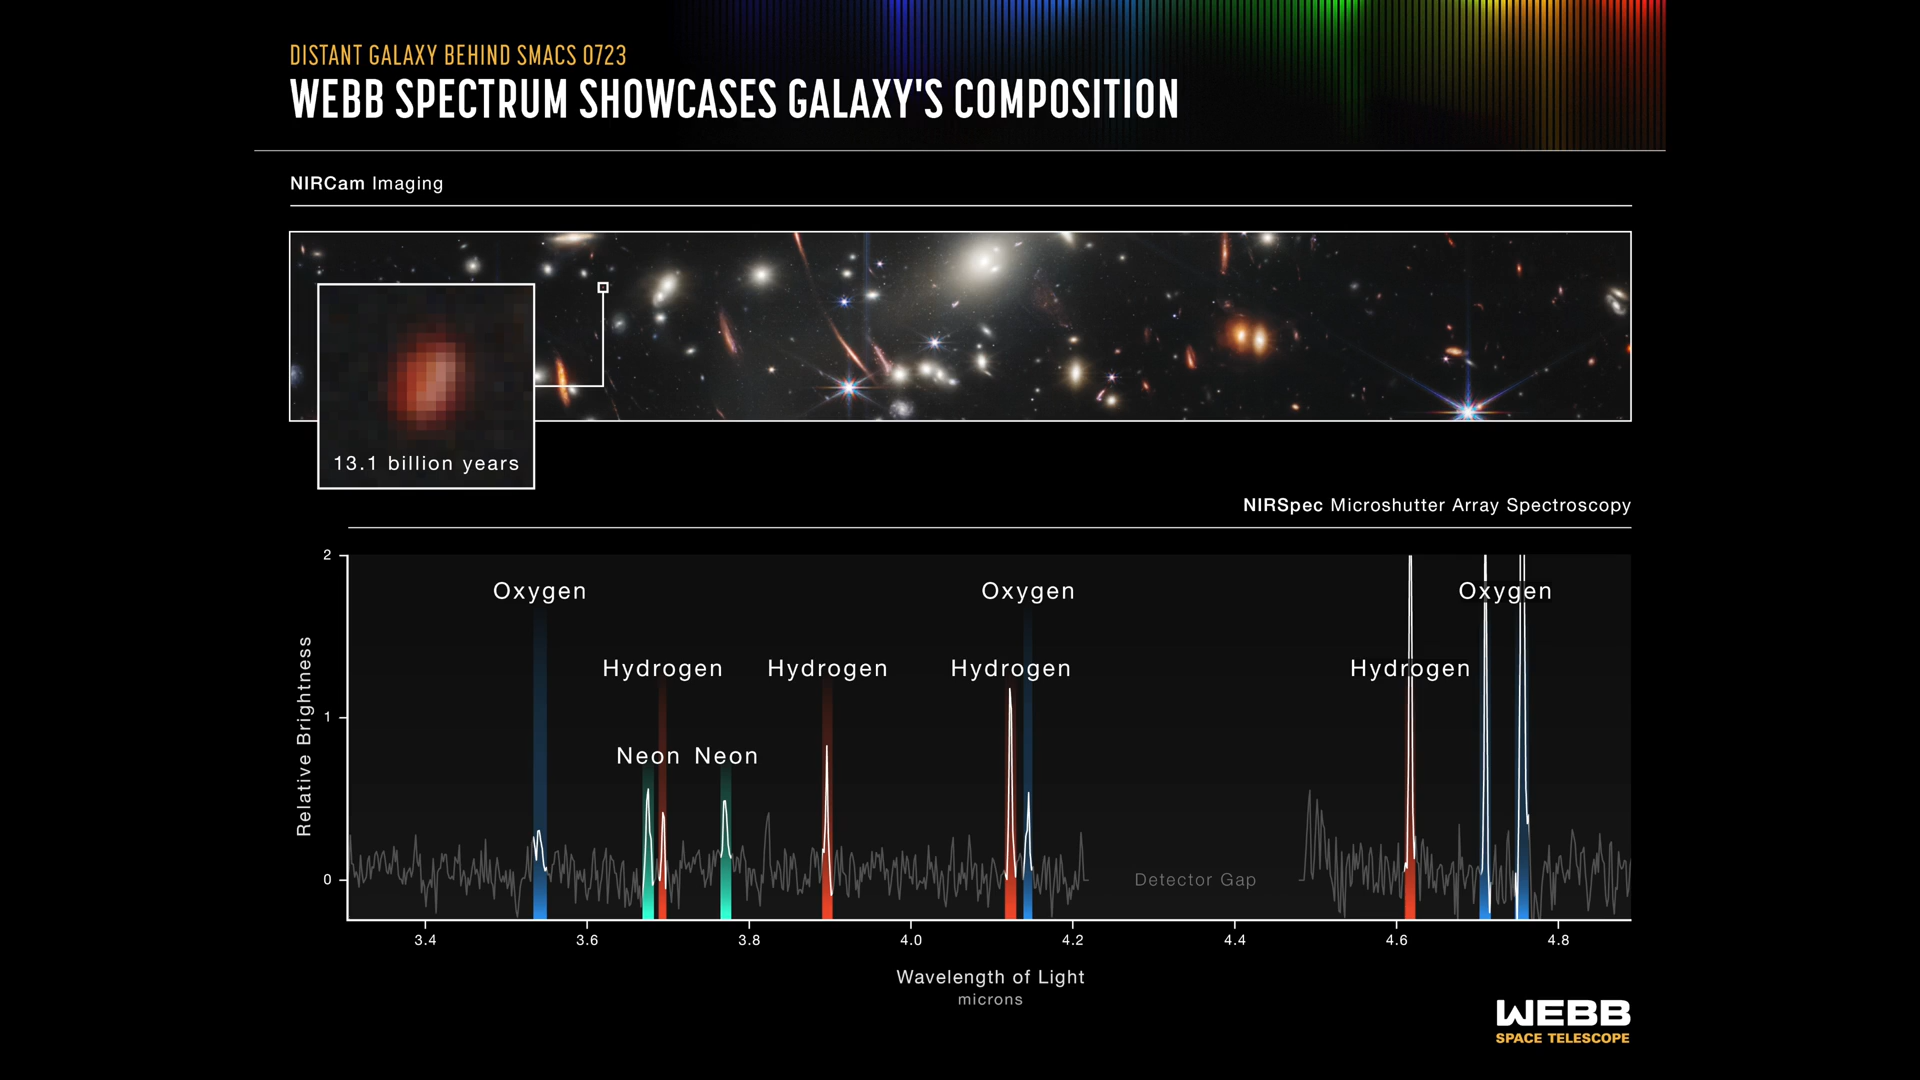 DISTANT GALAXY BEHIND SMACS 0723
WEBB SPECTRUM SHOWCASES GALAXY'S COMPOSITION
NIRCam Imaging
13.1 billion years
NIRSpec Microshutter Array Spectroscopy
2
Oxygen
Oxygen
Oxygen
Hydrogen
Hydrogen
Hydrogen
Hydrogen
Relative Brightness
1
Neon
Neon
0
Detector Gap
3.4
3.6
3.8
4.0
4.2
4.4
4.6
4.8
Wavelength of Light
microns
WEBB
SPACE TELESCOPE